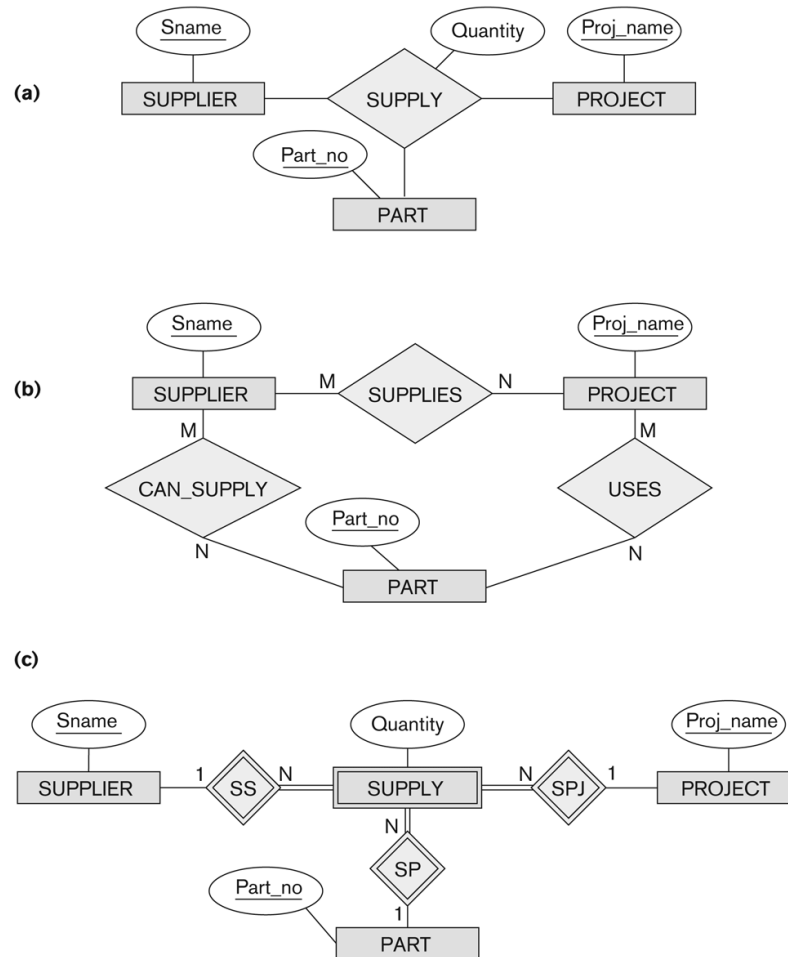 Sname
Quantity
Proj_name
(a)
SUPPLIER
SUPPLY
PROJECT
Part_no
PART
Sname
Proj_name
(b)
SUPPLIER
M
SUPPLIES
N
PROJECT
M
M
CAN_SUPPLY
USES
Part_no
N
N
PART
(c)
Sname
Quantity
Proj_name
SUPPLIER
1
SS
N
SUPPLY
N
SPJ
1
PROJECT
N
SP
Part_no
1
PART